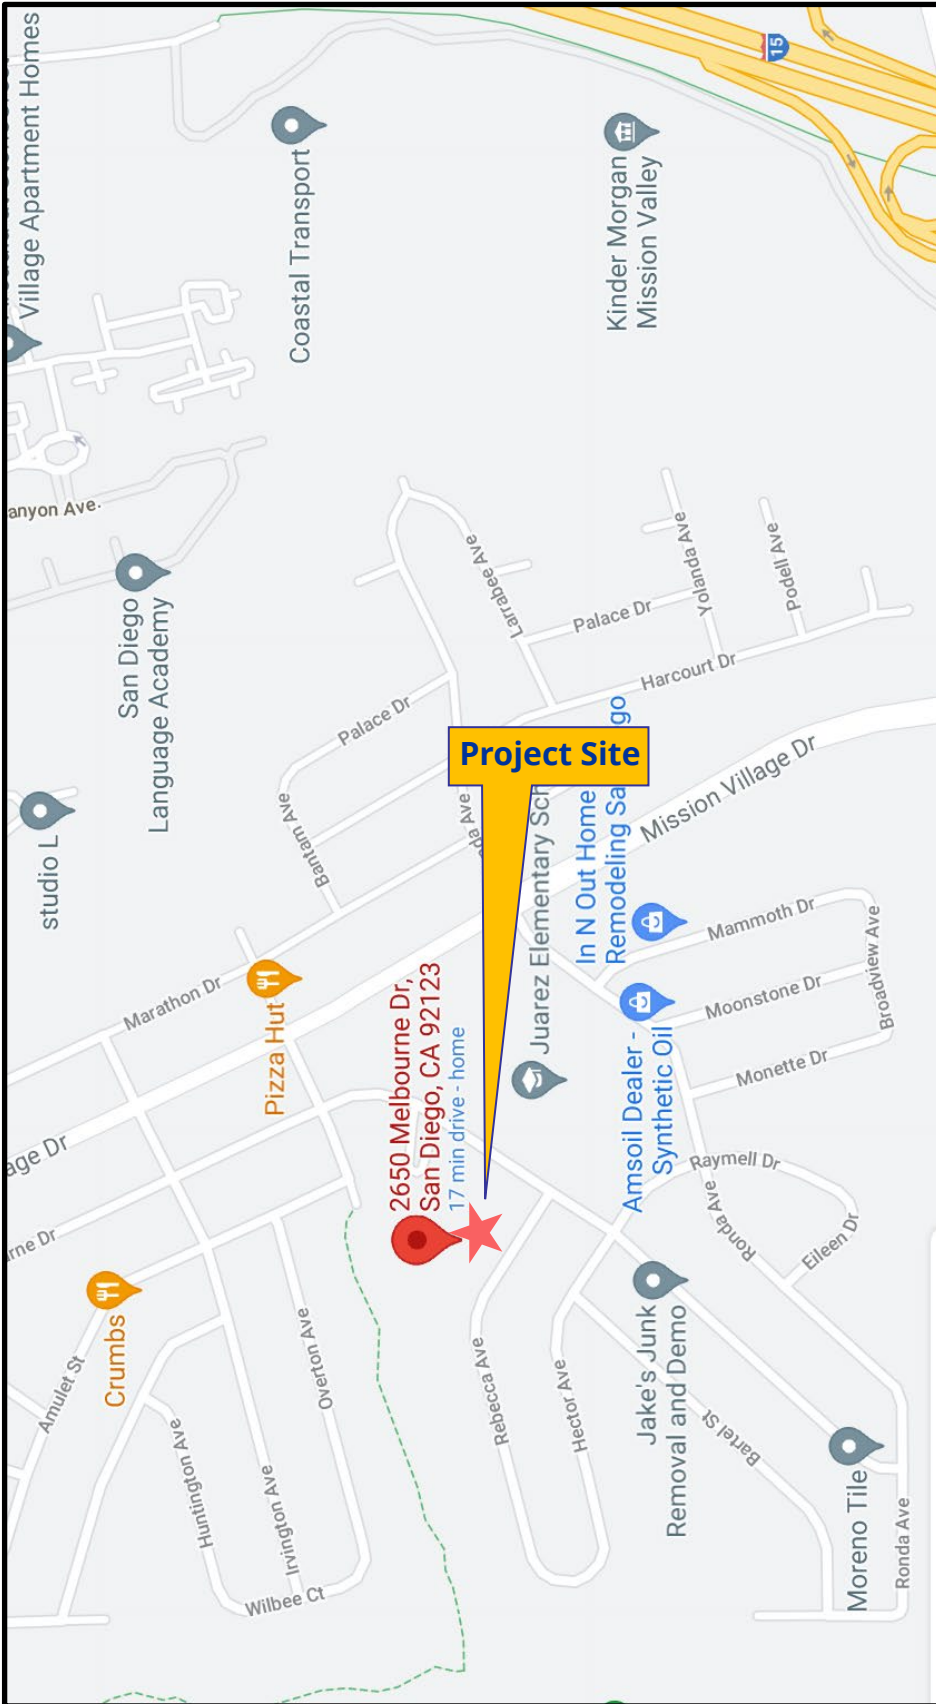 Village Apartment Homes
15
Coastal Transport
Kinder Morgan
Mission Valley
anyon Ave.
San Diego
Language Academy
studio L
Larrabee Ave
Yolanda Ave
Podell Ave
Palace Dr
Harcourt Dr
Palace Dr
Bantam Ave
Project Site
Mission Village Dr
da Ave
Juarez Elementary Sch
In N Out Home
Remodeling Sa
go
Marathon Dr
Pizza Hut
Mammoth Dr
Moonstone Dr
Broadview Ave
Monette Dr
Amsoil Dealer -
Synthetic Oil
2650 Melbourne Dr,
San Diego, CA 92123
17 min drive - home
age Dr
rne Dr
Raymell Dr
Ronda Ave
Eileen Dr
Crumbs
Amulet St
Overton Ave
Rebecca Ave
Hector Ave
Jake's Junk
Removal and Demo
Bartel St
Huntington Ave
Irvington Ave
Wilbee Ct
Moreno Tile
Ronda Ave